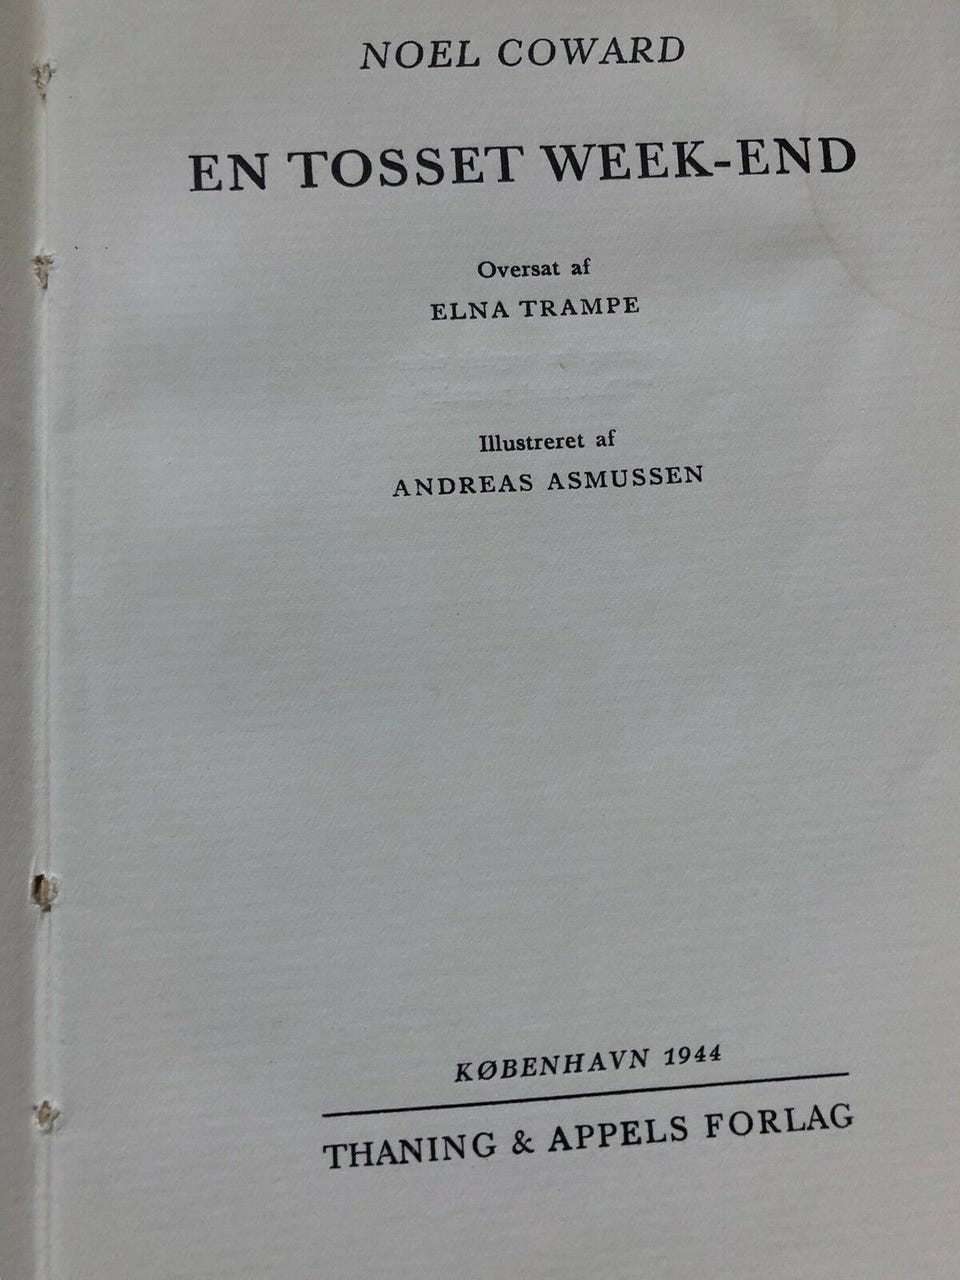 NOEL COWARD
EN TOSSET WEEK-END
Oversat af
ELNA TRAMPE
Illustreret af
ANDREAS ASMUSSEN
KØBENHAVN 1944
THANING & APPELS FORLAG